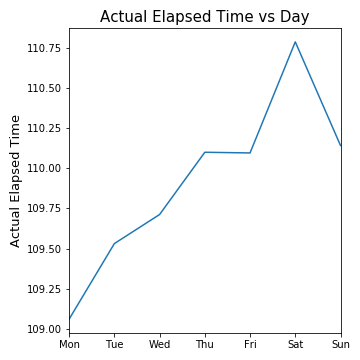 Actual Elapsed Time vs Day
Actual Elapsed Time
110.75
110.50
110.25
110.00
109.75
109.50
109.25
109.00
Mon Tue Wed Thu Fri Sat Sun